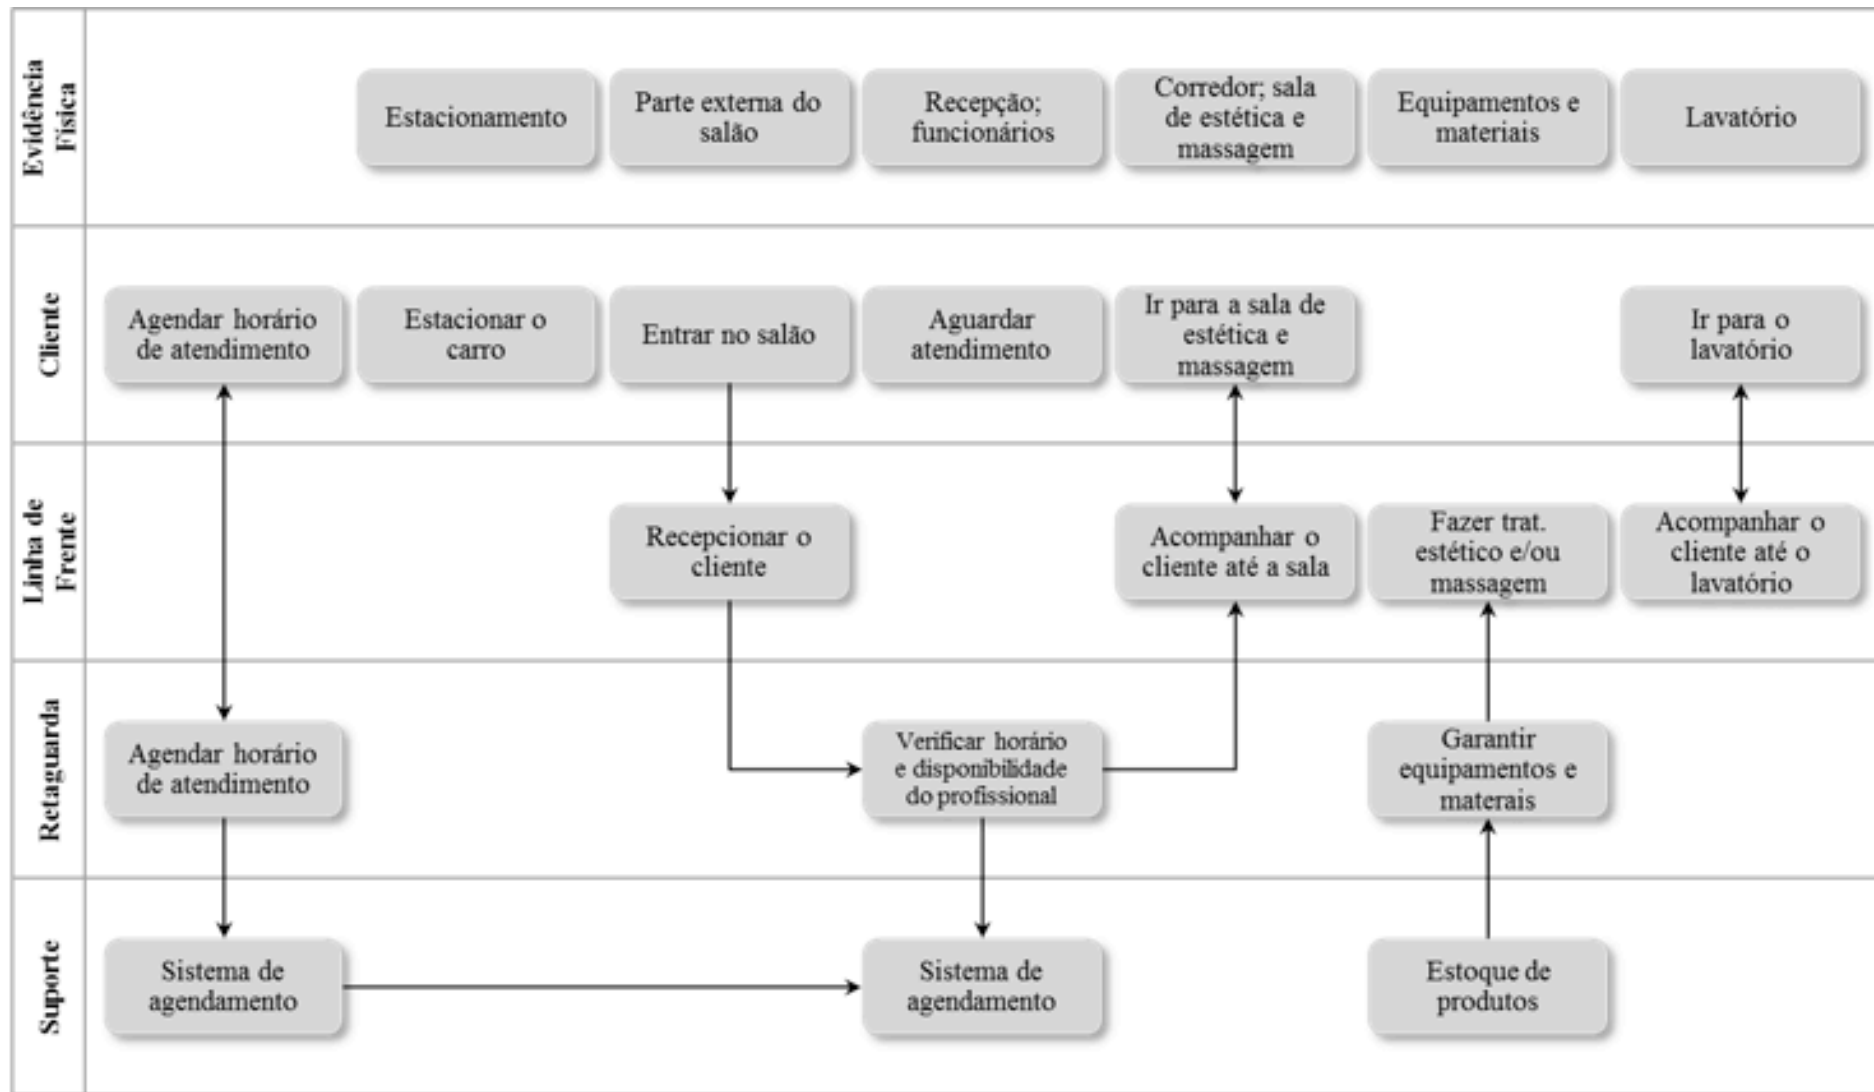 Evidência
Física
Estacionamento
Parte externa do
salão
Recepção;
funcionários
Corredor; sala
de estética e
massagem
Equipamentos e
materiais
Lavatório
Cliente
Agendar horário
de atendimento
Estacionar o
carro
Entrar no salão
Aguardar
atendimento
Ir para a sala de
estética e
massagem
Ir para o
lavatório
Linha de
Frente
Recepcionar o
cliente
Acompanhar o
cliente até a sala
Fazer trat.
estético e/ou
massagem
Acompanhar o
cliente até o
lavatório
Retaguarda
Agendar horário
de atendimento
Verificar horário
e disponibilidade
do profissional
Garantir
equipamentos e
materais
Suporte
Sistema de
agendamento
Sistema de
agendamento
Estoque de
produtos